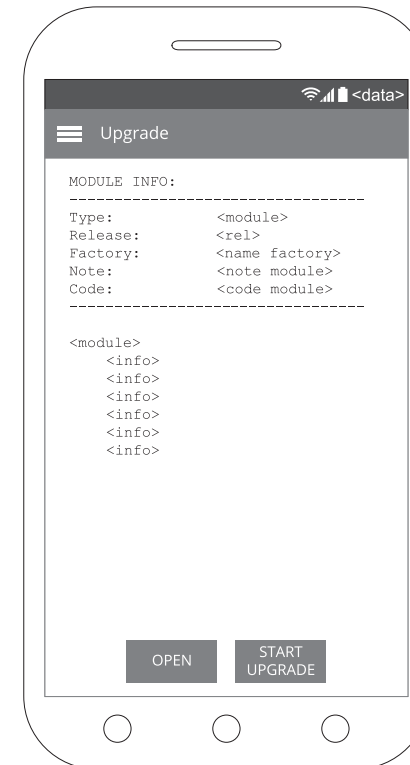 <data>
Upgrade
MODULE INFO:
Type: <module>
Release: <rel>
Factory: <name factory>
Note: <note module>
Code: <code module>
<module>
<info>
<info>
<info>
<info>
<info>
<info>
OPEN
START
UPGRADE